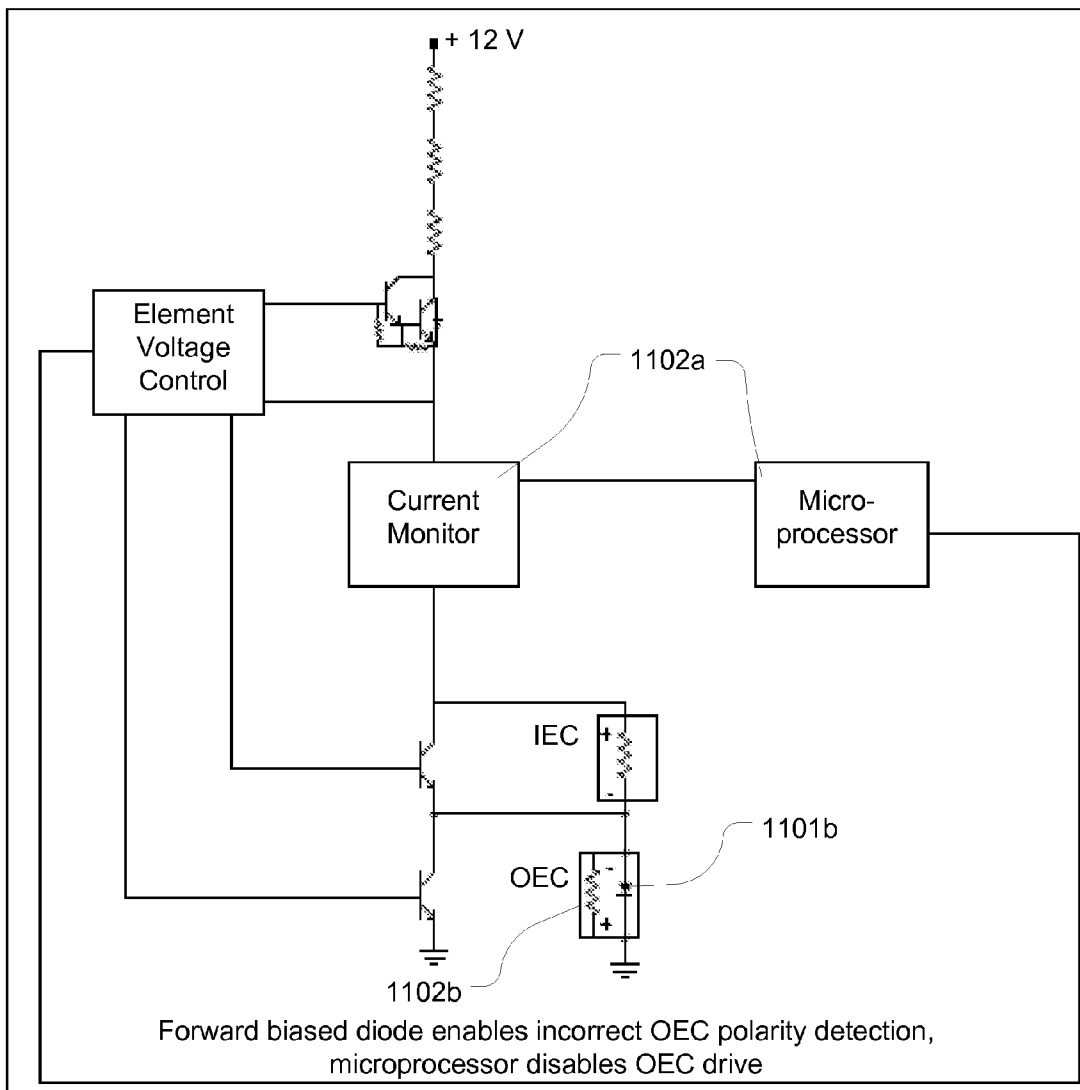 + 12 V
Element
Voltage
Control
1102a
Current
Monitor
Micro-
processor
IEC
+
-
1101b
OEC
-
+
1102b
Forward biased diode enables incorrect OEC polarity detection,
microprocessor disables OEC drive